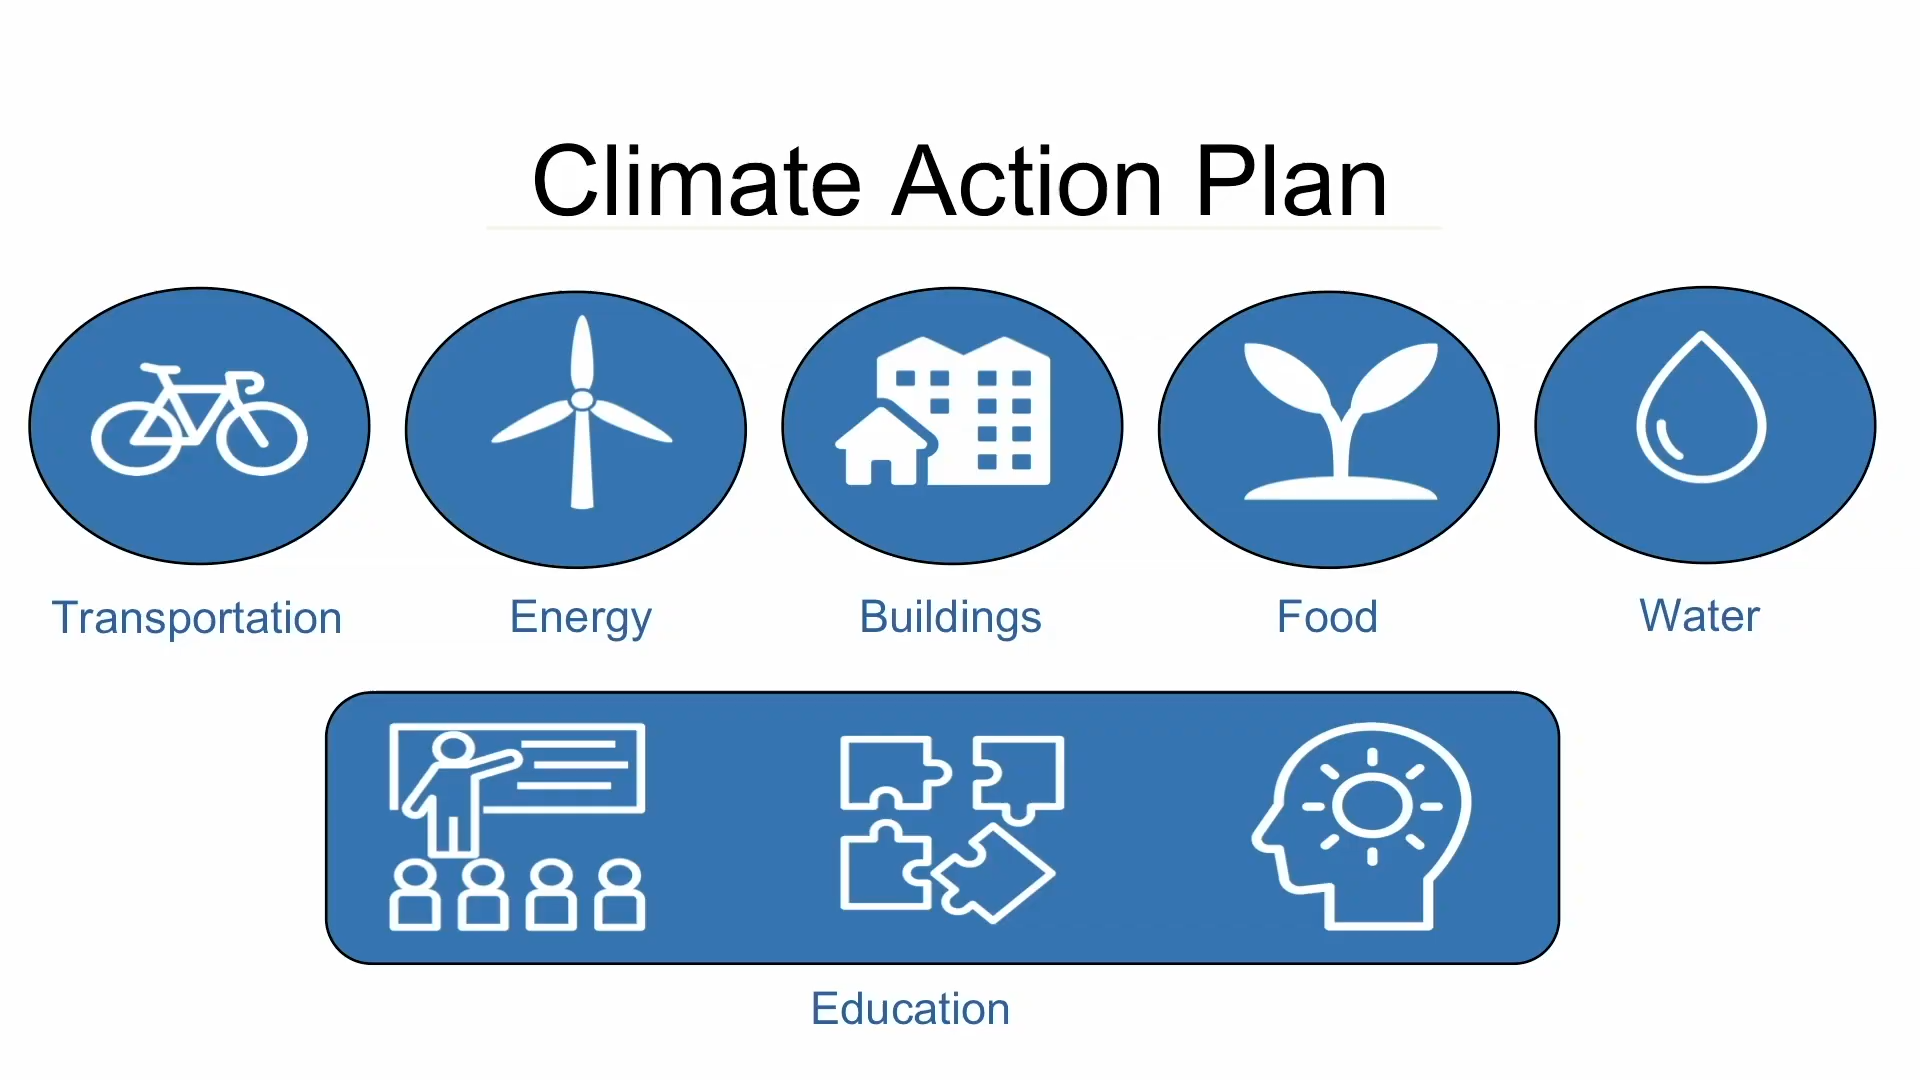 Climate Action Plan
Transportation
Energy
Buildings
Food
Water
Education